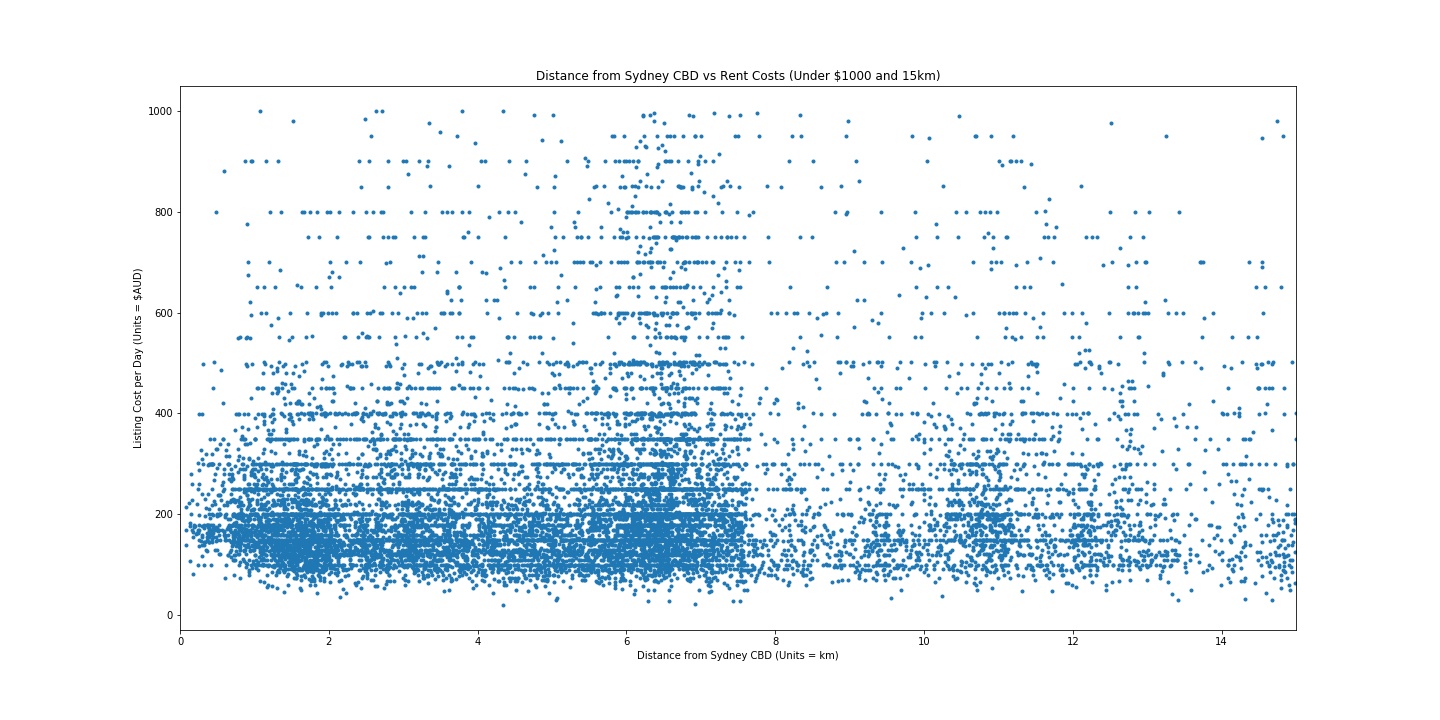 Distance from Sydney CBD vs Rent Costs (Under $1000 and 15km)
1000
800
600
400
200
0
Listing Cost per Day (Units = $AUD)
0 2 4 6 8 10 12 14
Distance from Sydney CBD (Units = km)